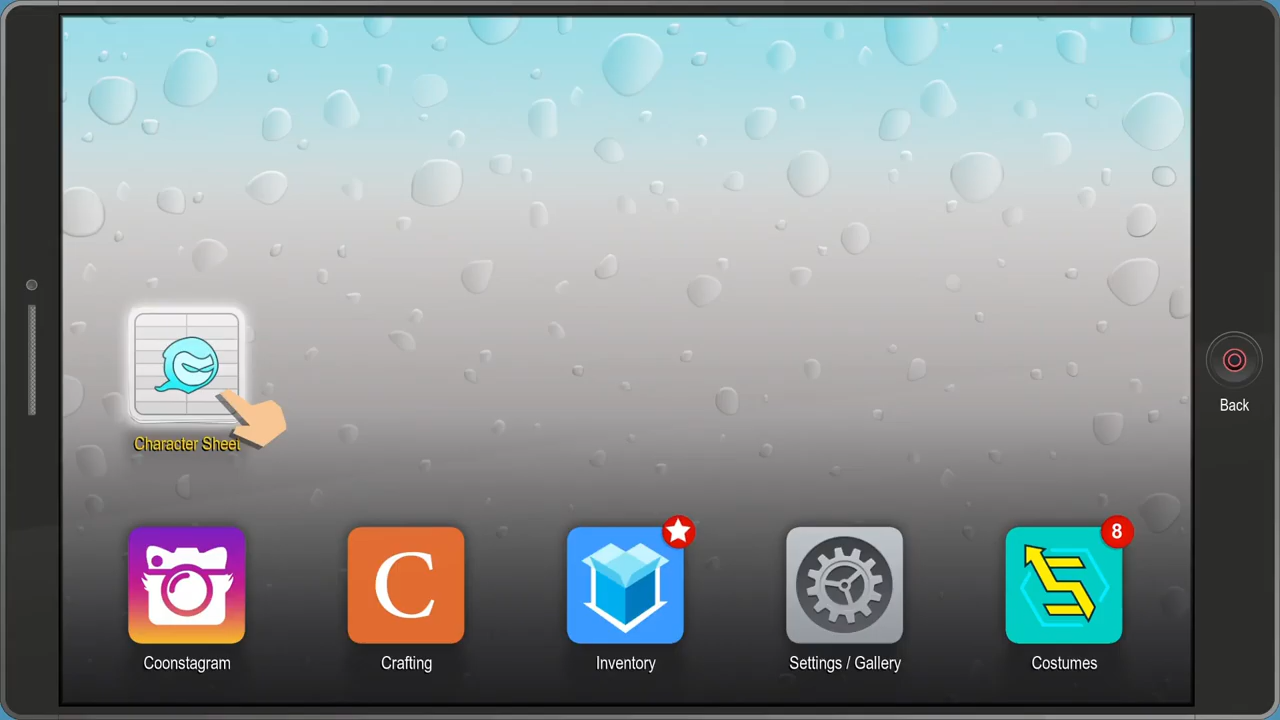 Back
Character Sheet
8
C
Coonstagram
Crafting
Inventory
Settings / Gallery
Costumes